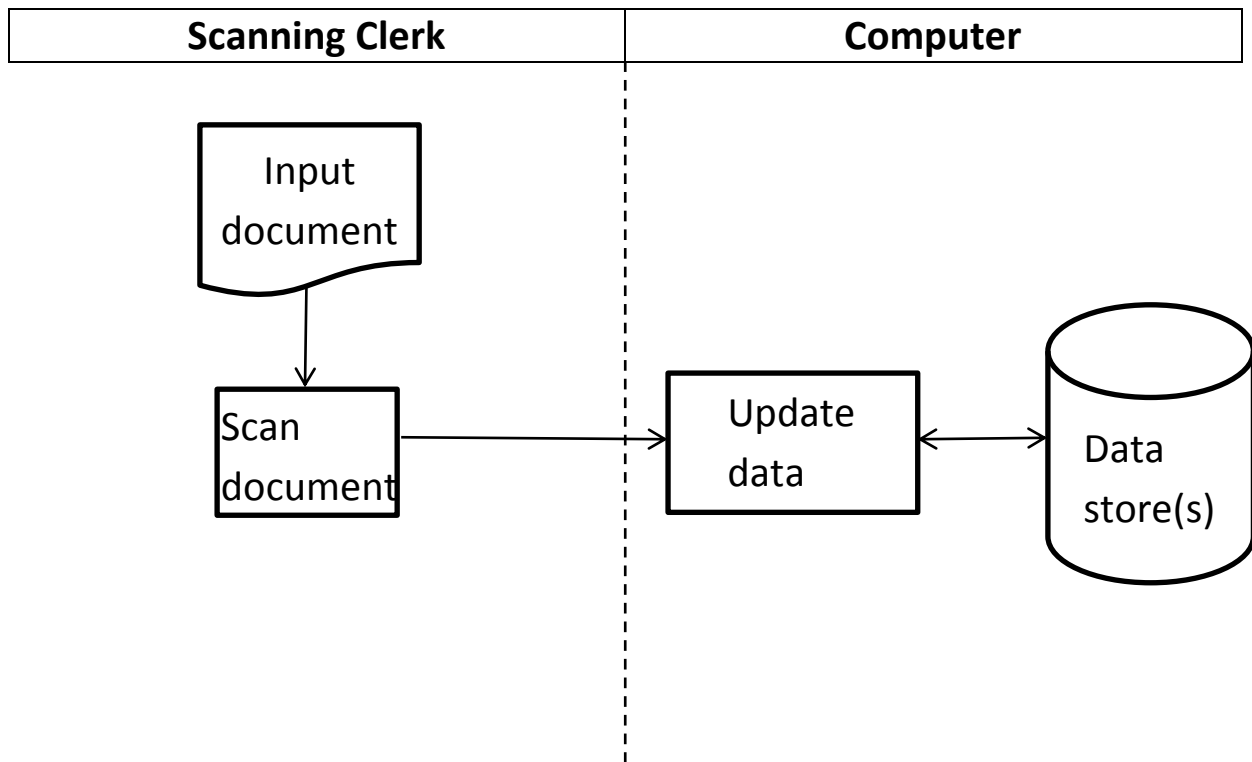 Scanning Clerk
Computer
Input
document
Scan
document
Update
data
Data
store(s)